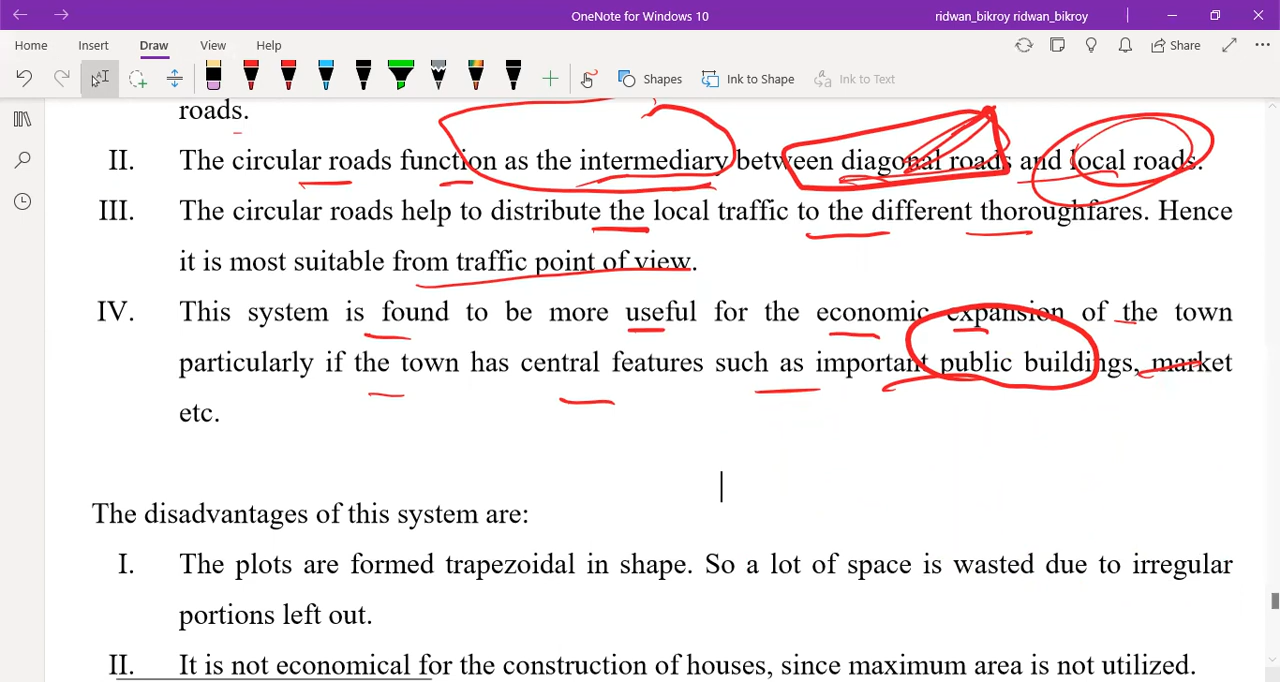 OneNote for Windows 10
ridwan_bikroy ridwan_bikroy
Home Insert Draw View Help
Share
Shapes Ink to Shape Ink to Text
roads.
II. The circular roads function as the intermediary between diagonal roads and local roads.
III. The circular roads help to distribute the local traffic to the different thoroughfares. Hence
it is most suitable from traffic point of view.
IV. This system is found to be more useful for the economic expansion of the town
particularly if the town has central features such as important public buildings, market
etc.
The disadvantages of this system are:
I. The plots are formed trapezoidal in shape. So a lot of space is wasted due to irregular
portions left out.
II. It is not economical for the construction of houses, since maximum area is not utilized.